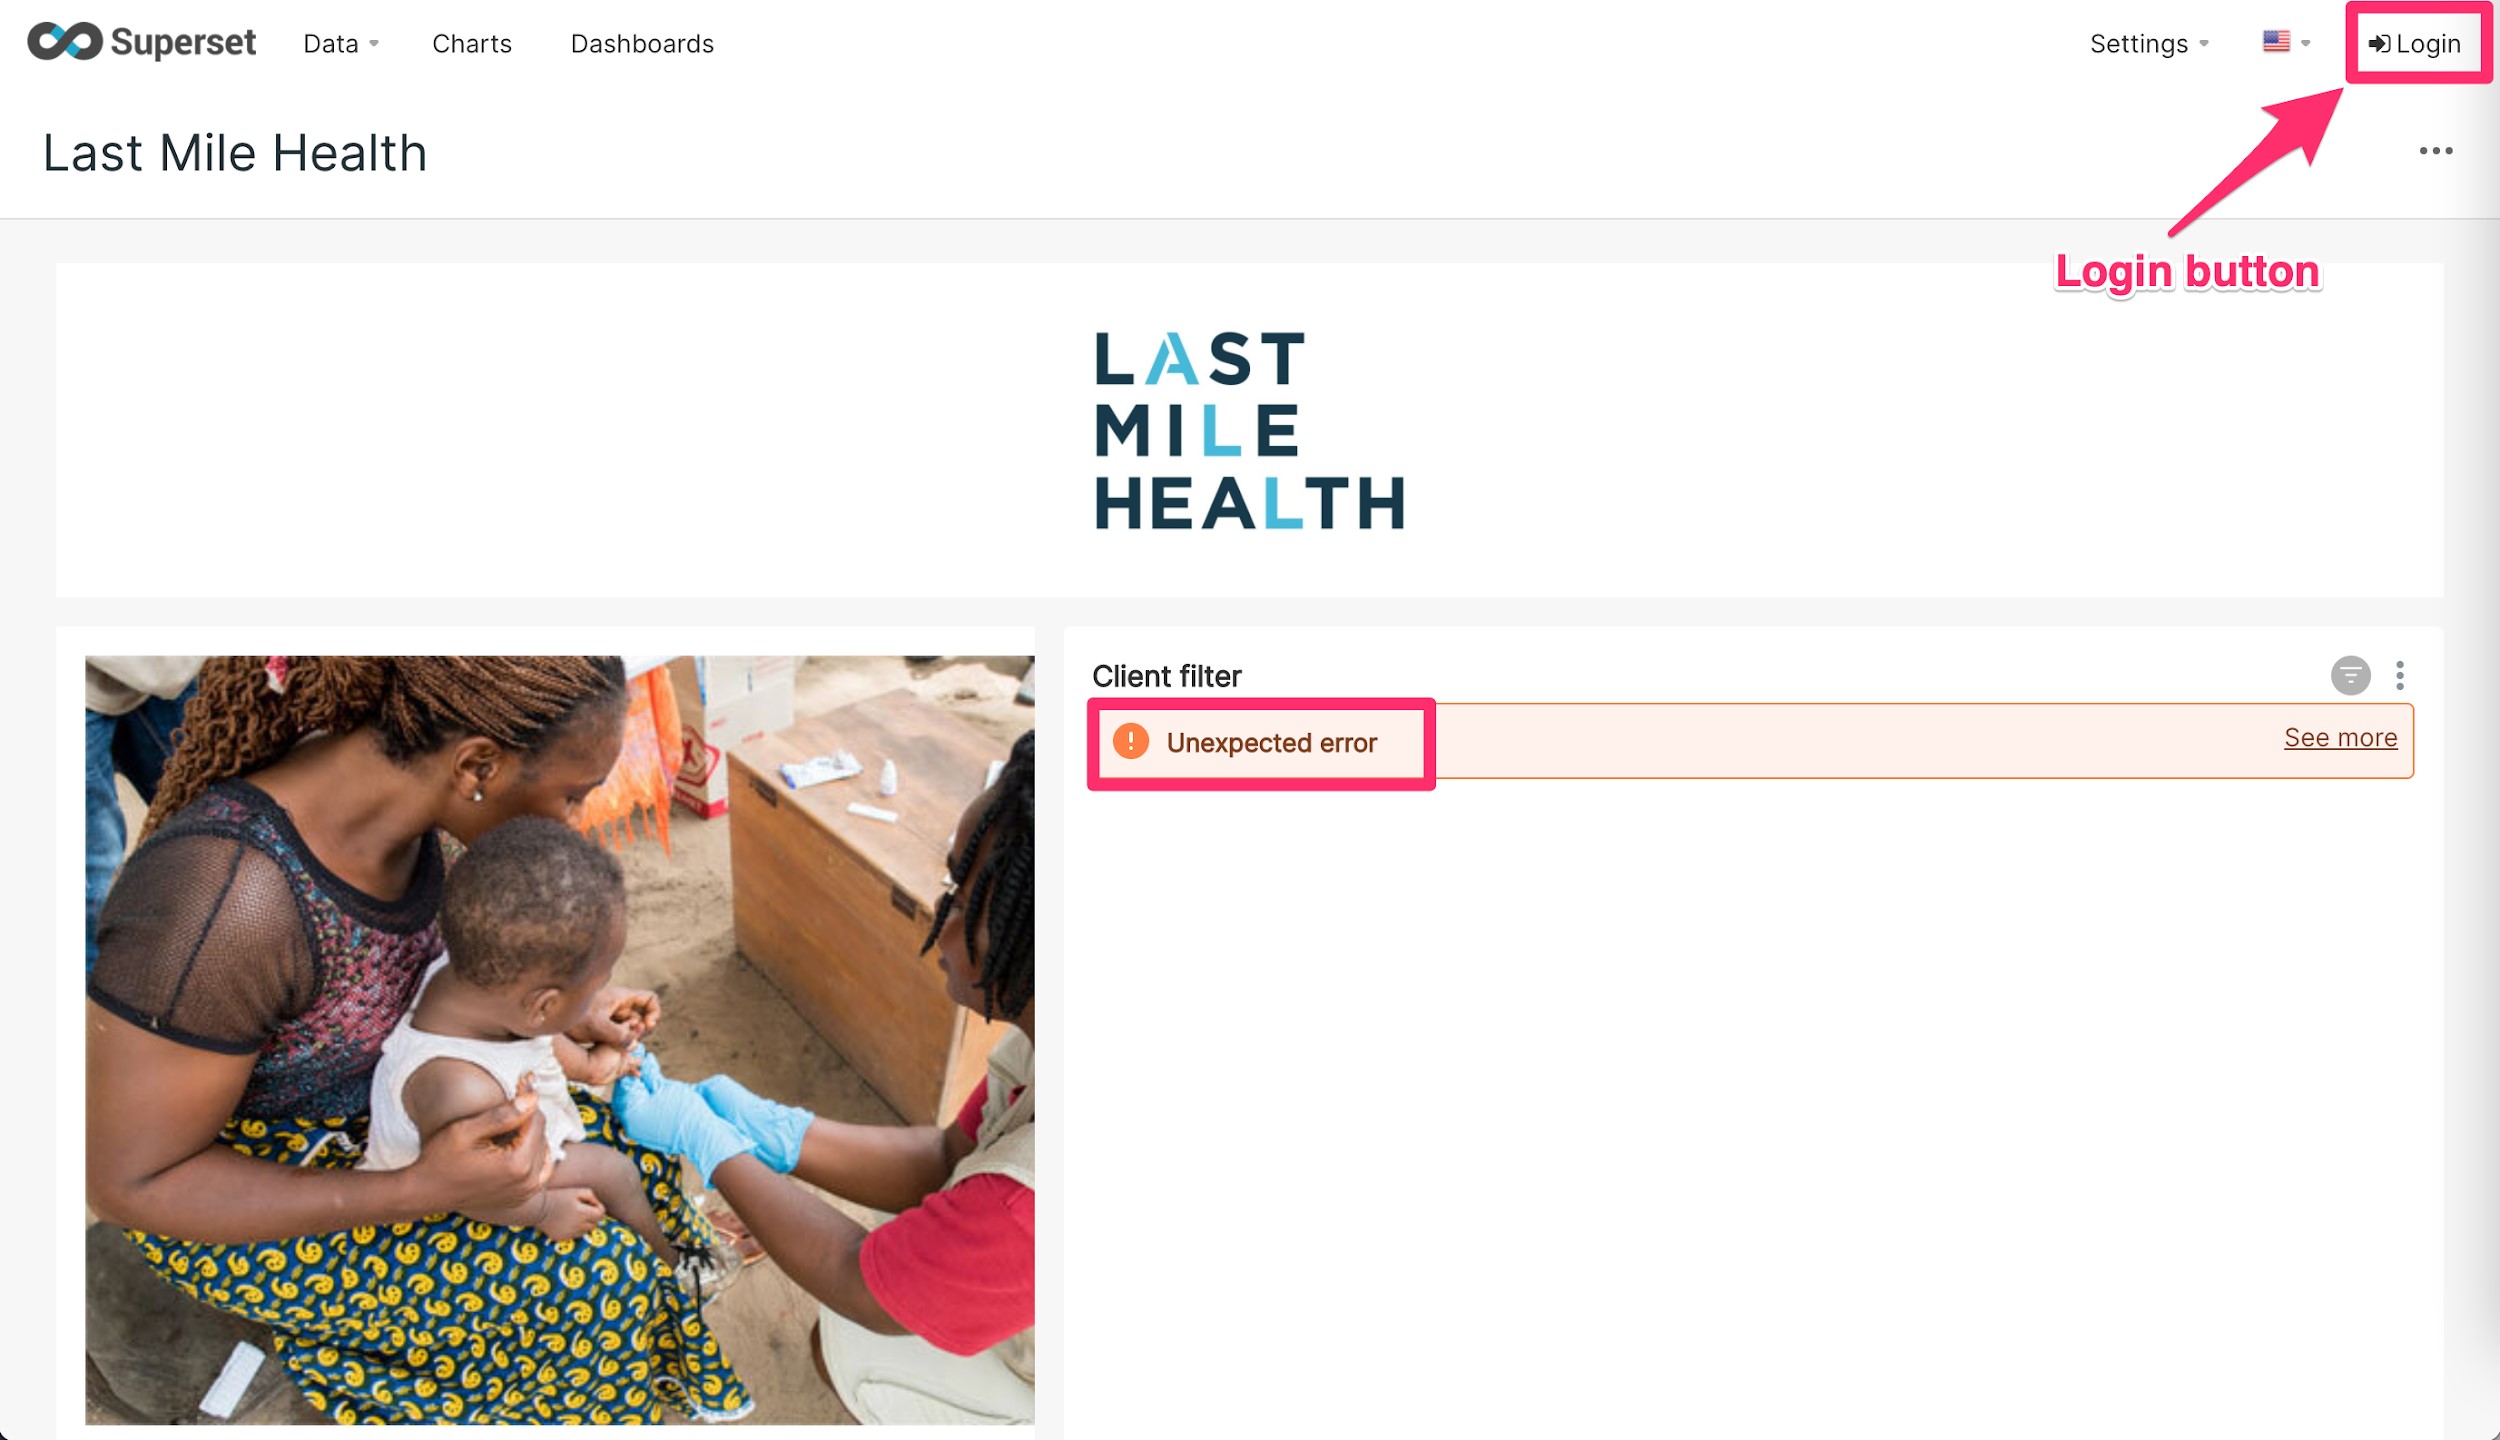 Superset
Data
Charts
Dashboards
Settings
Login
Last Mile Health
Login button
LAST
MILE
HEALTH
Client filter
Unexpected error
See more